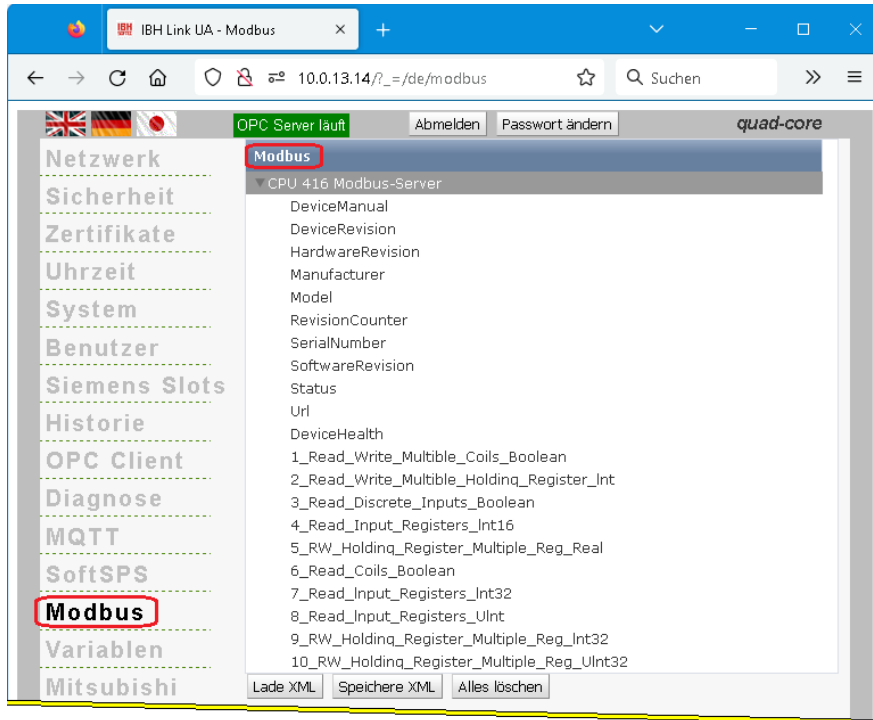 IBH Link UA - Modbus
10.0.13.14/?_=/de/modbus
Suchen
OPC Server läuft
Abmelden
Passwort ändern
quad-core
Netzwerk
Sicherheit
Zertifikate
Uhrzeit
System
Benutzer
Siemens Slots
Historie
OPC Client
Diagnose
MQTT
SoftSPS
Modbus
Variablen
Mitsubishi
Modbus
CPU 416 Modbus-Server
DeviceManual
DeviceRevision
HardwareRevision
Manufacturer
Model
RevisionCounter
SerialNumber
SoftwareRevision
Status
Url
DeviceHealth
1_Read_Write_Multible_Coils_Boolean
2_Read_Write_Multible_Holding_Register_Int
3_Read_Discrete_Inputs_Boolean
4_Read_Input_Registers_Int16
5_RW_Holding_Register_Multiple_Reg_Real
6_Read_Coils_Boolean
7_Read_Input_Registers_Int32
8_Read_Input_Registers_UInt
9_RW_Holding_Register_Multiple_Reg_Int32
10_RW_Holding_Register_Multiple_Reg_UInt32
Lade XML
Speichere XML
Alles löschen